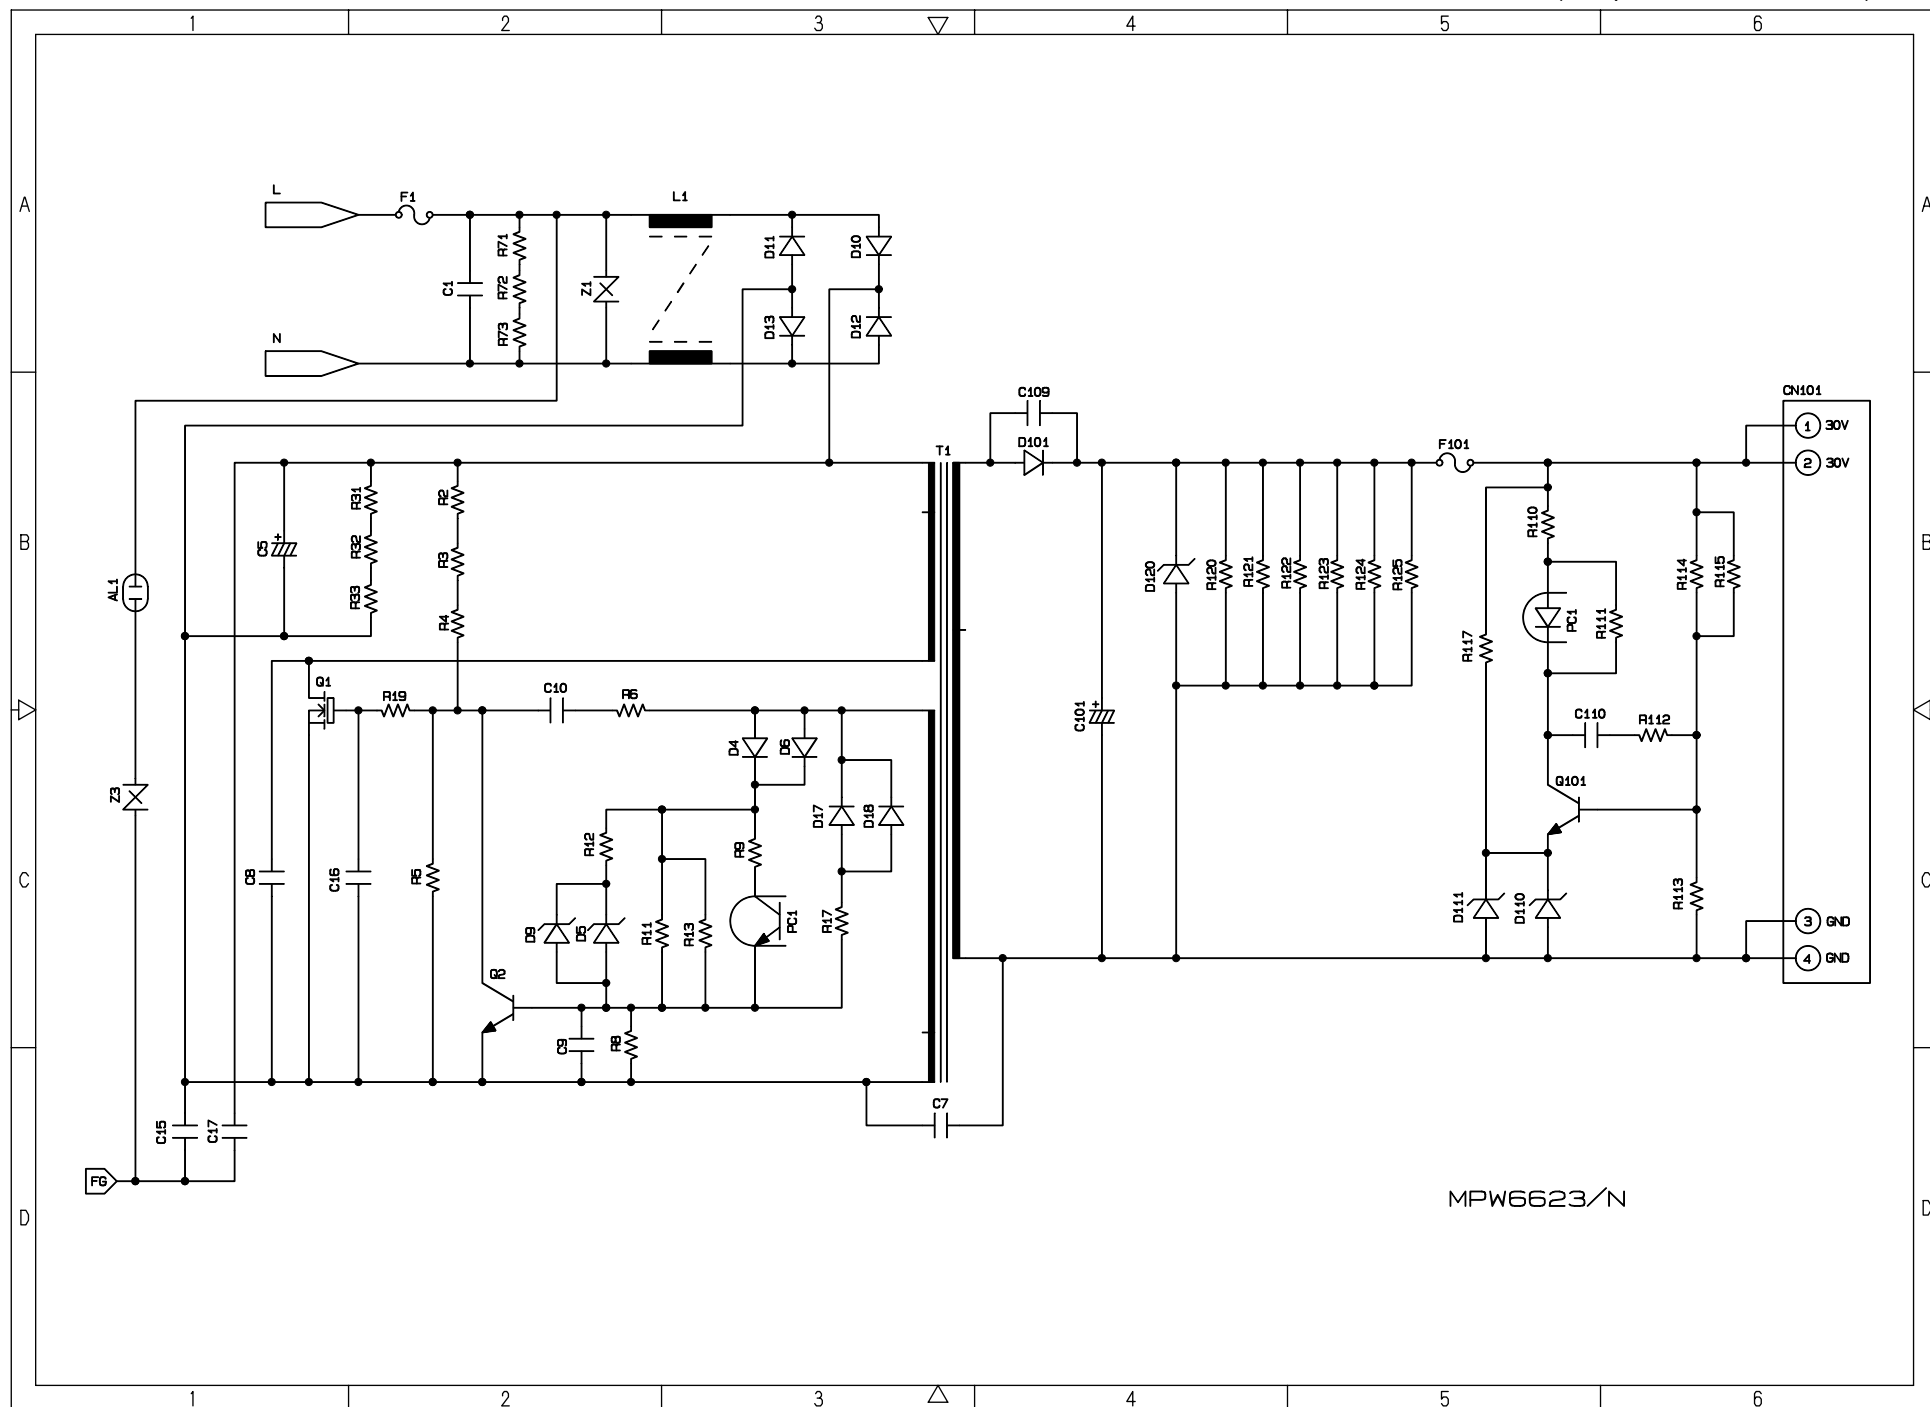 1 2 3 4 5 6
A A
L F1 L1
R71 D11 D10
C1 R72 Z1
R73 D13 D12
N
C109 CN101
T1 D101 F101 1 30V
2 30V
R31 R2
B B
R110
C5 + R32 R3
D120 R120 R121 R122 R123 R124 R125 R114 R115
AL1 R33 R4
PC1 R111
R117
Q1 R19 C10 R6
C101 + C110 R112
D4 D6
Z3 D17 D18 Q101
R12 R9
C8 C16 R5
C C
D9 D5 R11 R13 PC1 R17
D111 D110 R113
3 GND
4 GND
Q2
C9 R8
C7
C15 C17
FG
MPW6623/N
D D
1 2 3 4 5 6